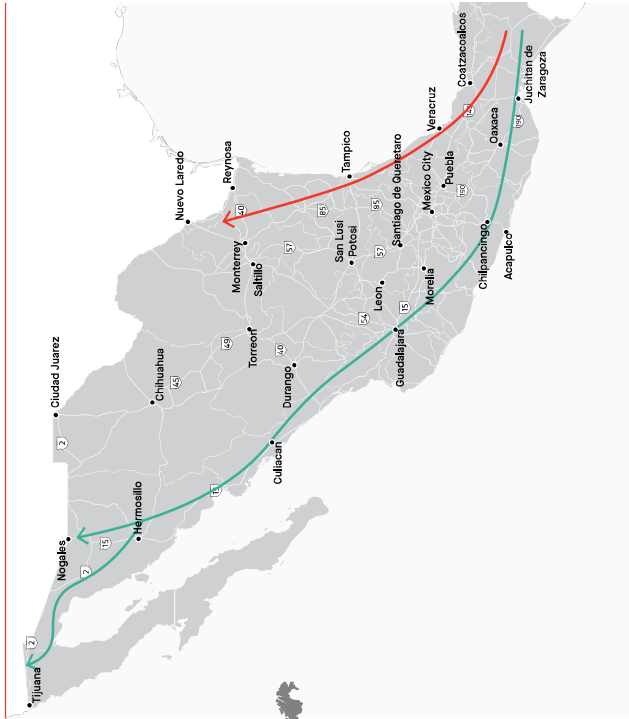 Tijuana
2
Nogales
Ciudad Juarez
2
2
15
Hermosillo
Chihuahua
45
Nuevo Laredo
15
49
Reynosa
Monterrey
40
Torreon
Saltillo
Culiacan
40
Durango
57
85
San Lusi
Potosi
Tampico
54
Leon
57
85
Guadalajara
15
Santiago de Queretaro
Morelia
Mexico City
Veracruz
Puebla
190
Coatzacoalcos
Chilpancingo
Oaxaca
Acapulco
190
Juchitan de
Zaragoza